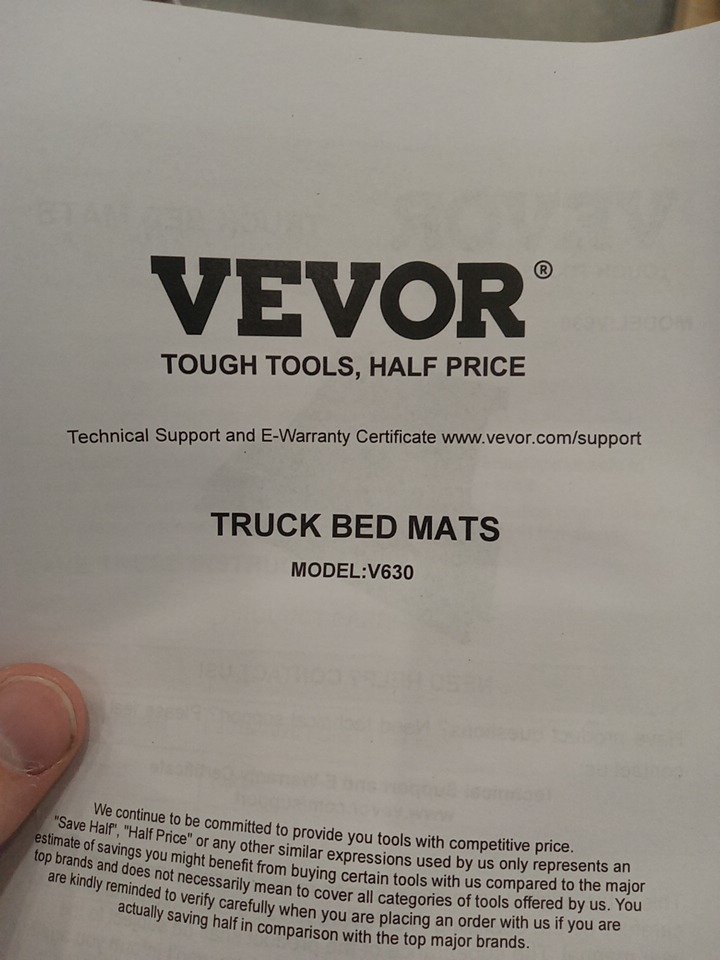 VEVOR®
TOUGH TOOLS, HALF PRICE
Technical Support and E-Warranty Certificate www.vevor.com/support
TRUCK BED MATS
MODEL:V630
We continue to be committed to provide you tools with competitive price.
"Save Half", "Half Price" or any other similar expressions used by us only represents an
estimate of savings you might benefit from buying certain tools with us compared to the major
top brands and does not necessarily mean to cover all categories of tools offered by us. You
are kindly reminded to verify carefully when you are placing an order with us if you are
actually saving half in comparison with the top major brands.